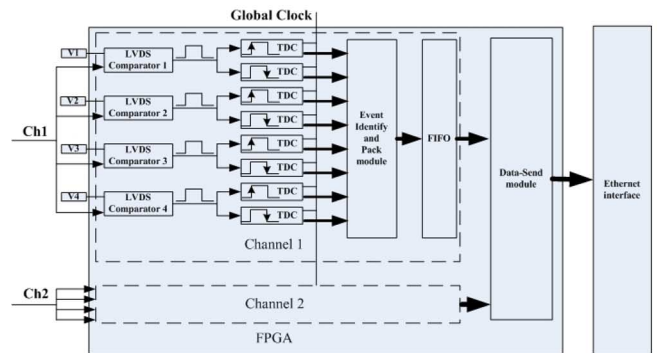 Global Clock
V1
LVDS
Comparator 1
TDC
TDC
V2
LVDS
Comparator 2
TDC
TDC
Ch1
V3
LVDS
Comparator 3
TDC
TDC
V4
LVDS
Comparator 4
TDC
TDC
Event
Identify
and
Pack
module
FIFO
Data-Send
module
Ethernet
interface
Channel 1
Ch2
Channel 2
FPGA